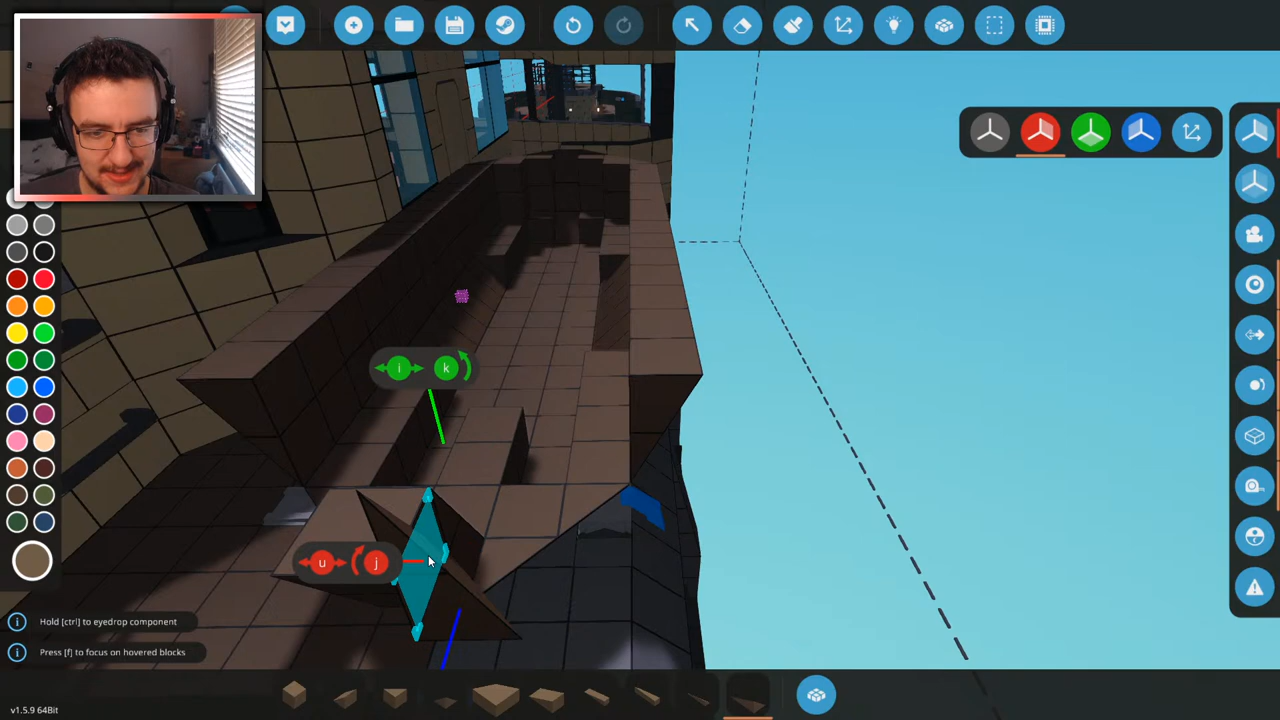 i k
u j
Hold [ctrl] to eyedrop component
Press [f] to focus on hovered blocks
v1.5.9 64Bit